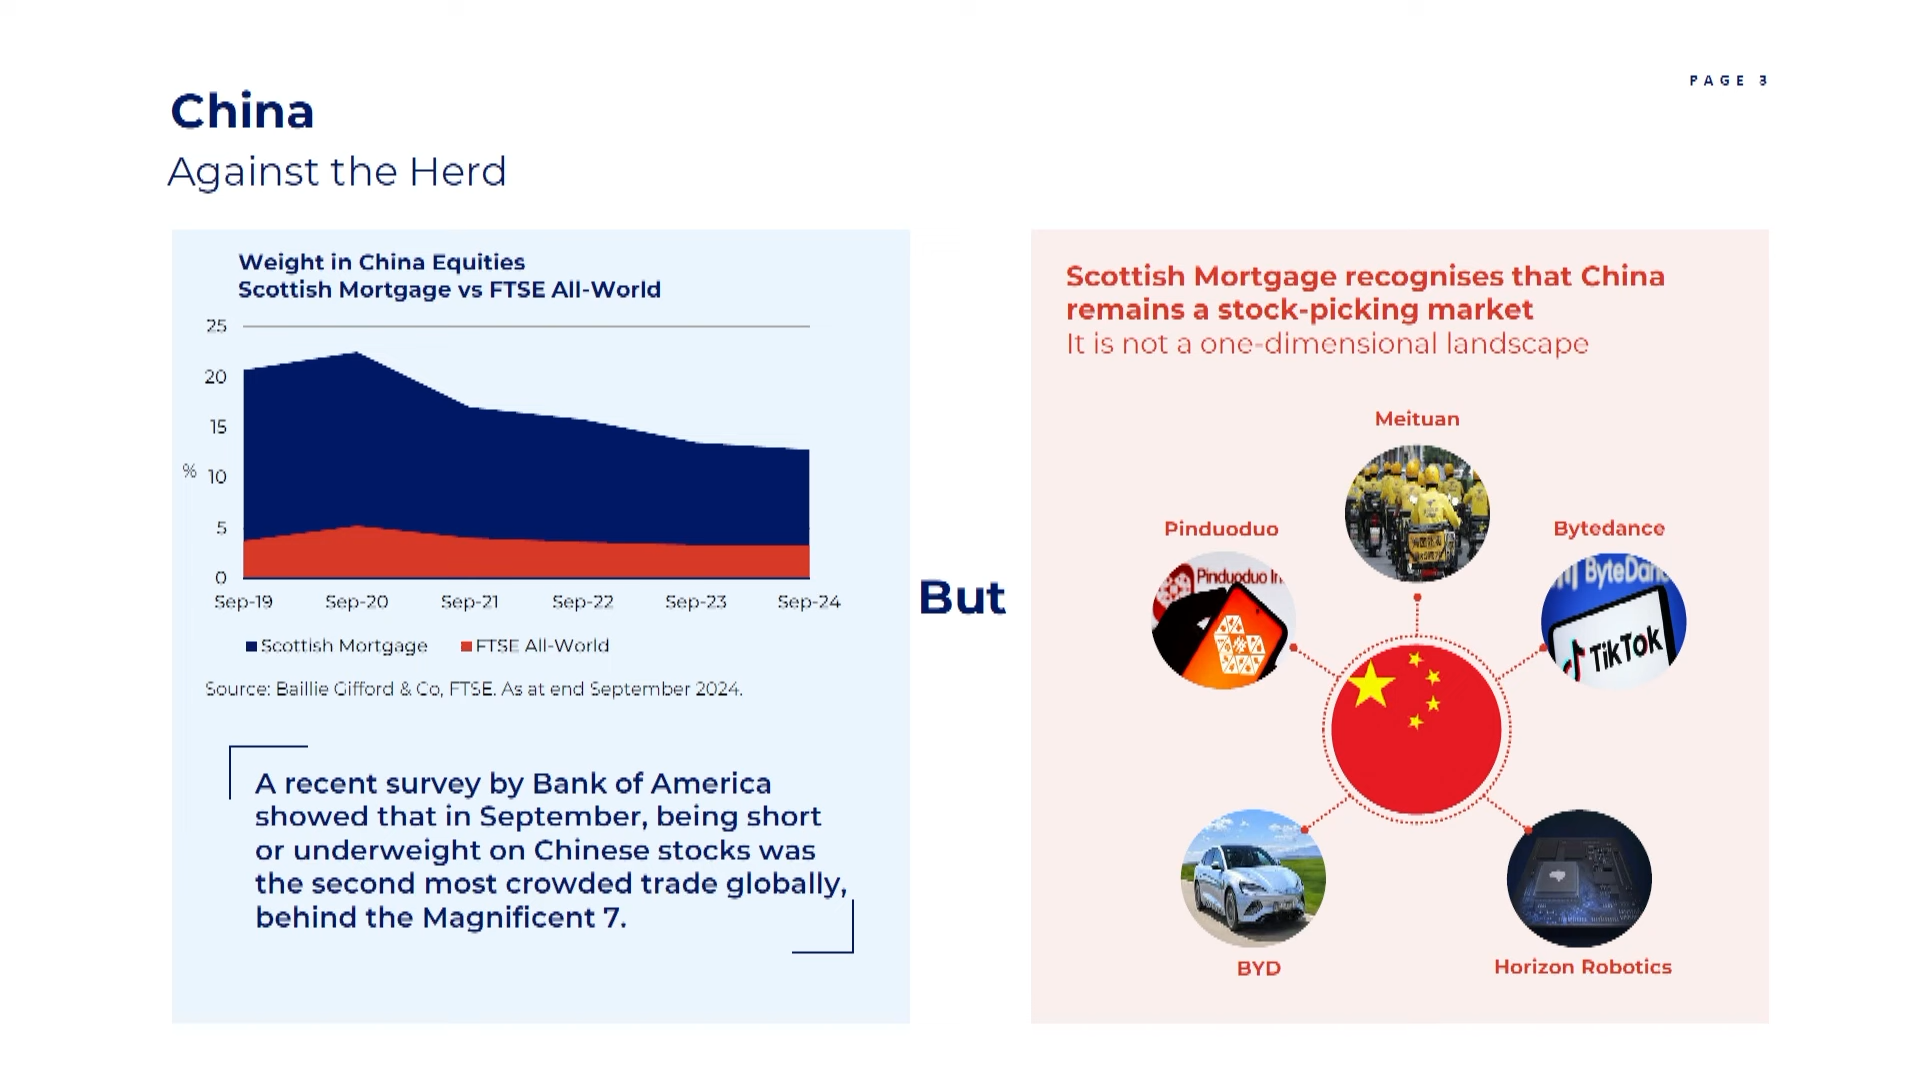 PAGE 3
China
Against the Herd
Weight in China Equities
Scottish Mortgage vs FTSE All-World
25
20
15
%
10
5
0
Sep-19 Sep-20 Sep-21 Sep-22 Sep-23 Sep-24
Scottish Mortgage FTSE All-World
Source: Baillie Gifford & Co, FTSE. As at end September 2024.
A recent survey by Bank of America
showed that in September, being short
or underweight on Chinese stocks was
the second most crowded trade globally,
behind the Magnificent 7.
But
Scottish Mortgage recognises that China
remains a stock-picking market
It is not a one-dimensional landscape
Meituan
Pinduoduo
Pinduoduo In
Bytedance
ByteDan
TikTok
BYD
Horizon Robotics